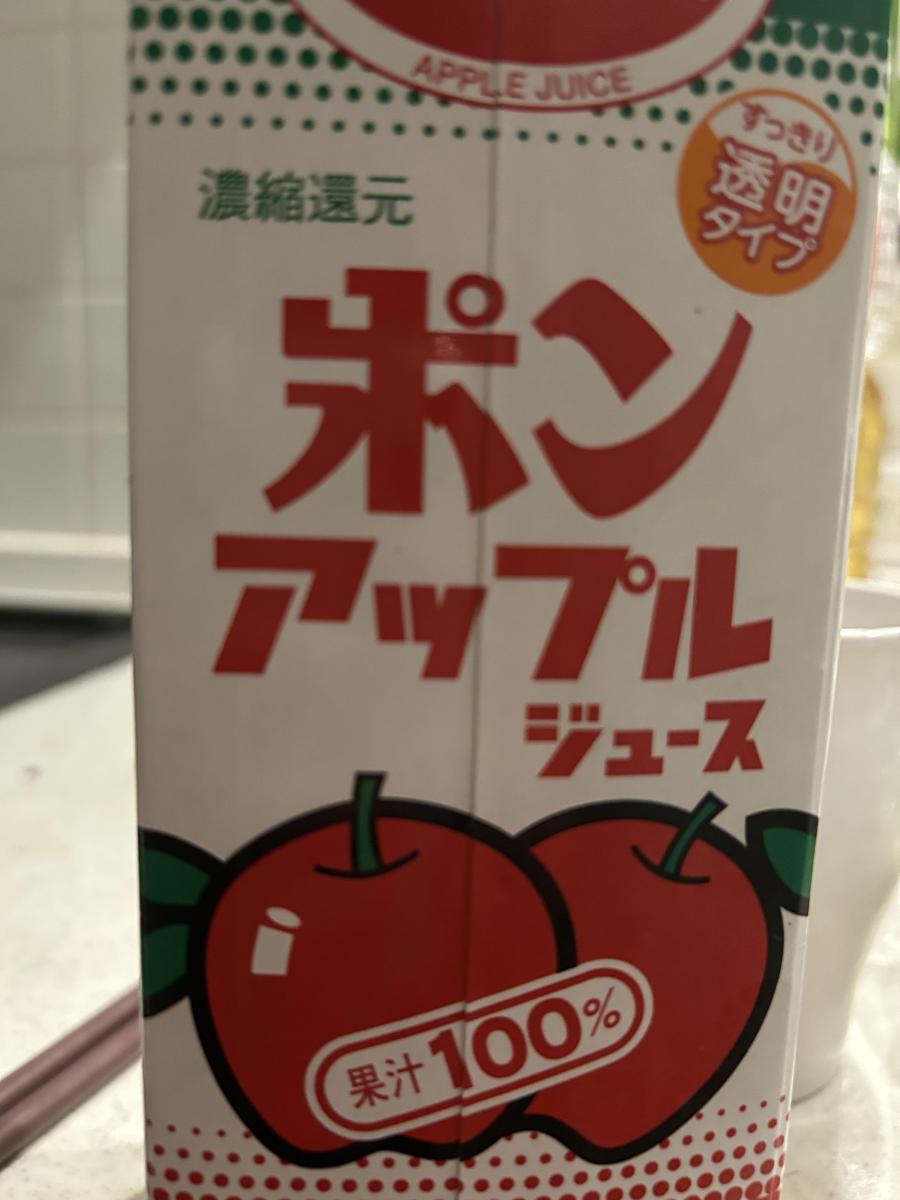 APPLE JUICE
すっきり
透明
タイプ
濃縮還元
ポン
アップル
ジュース
果汁100%